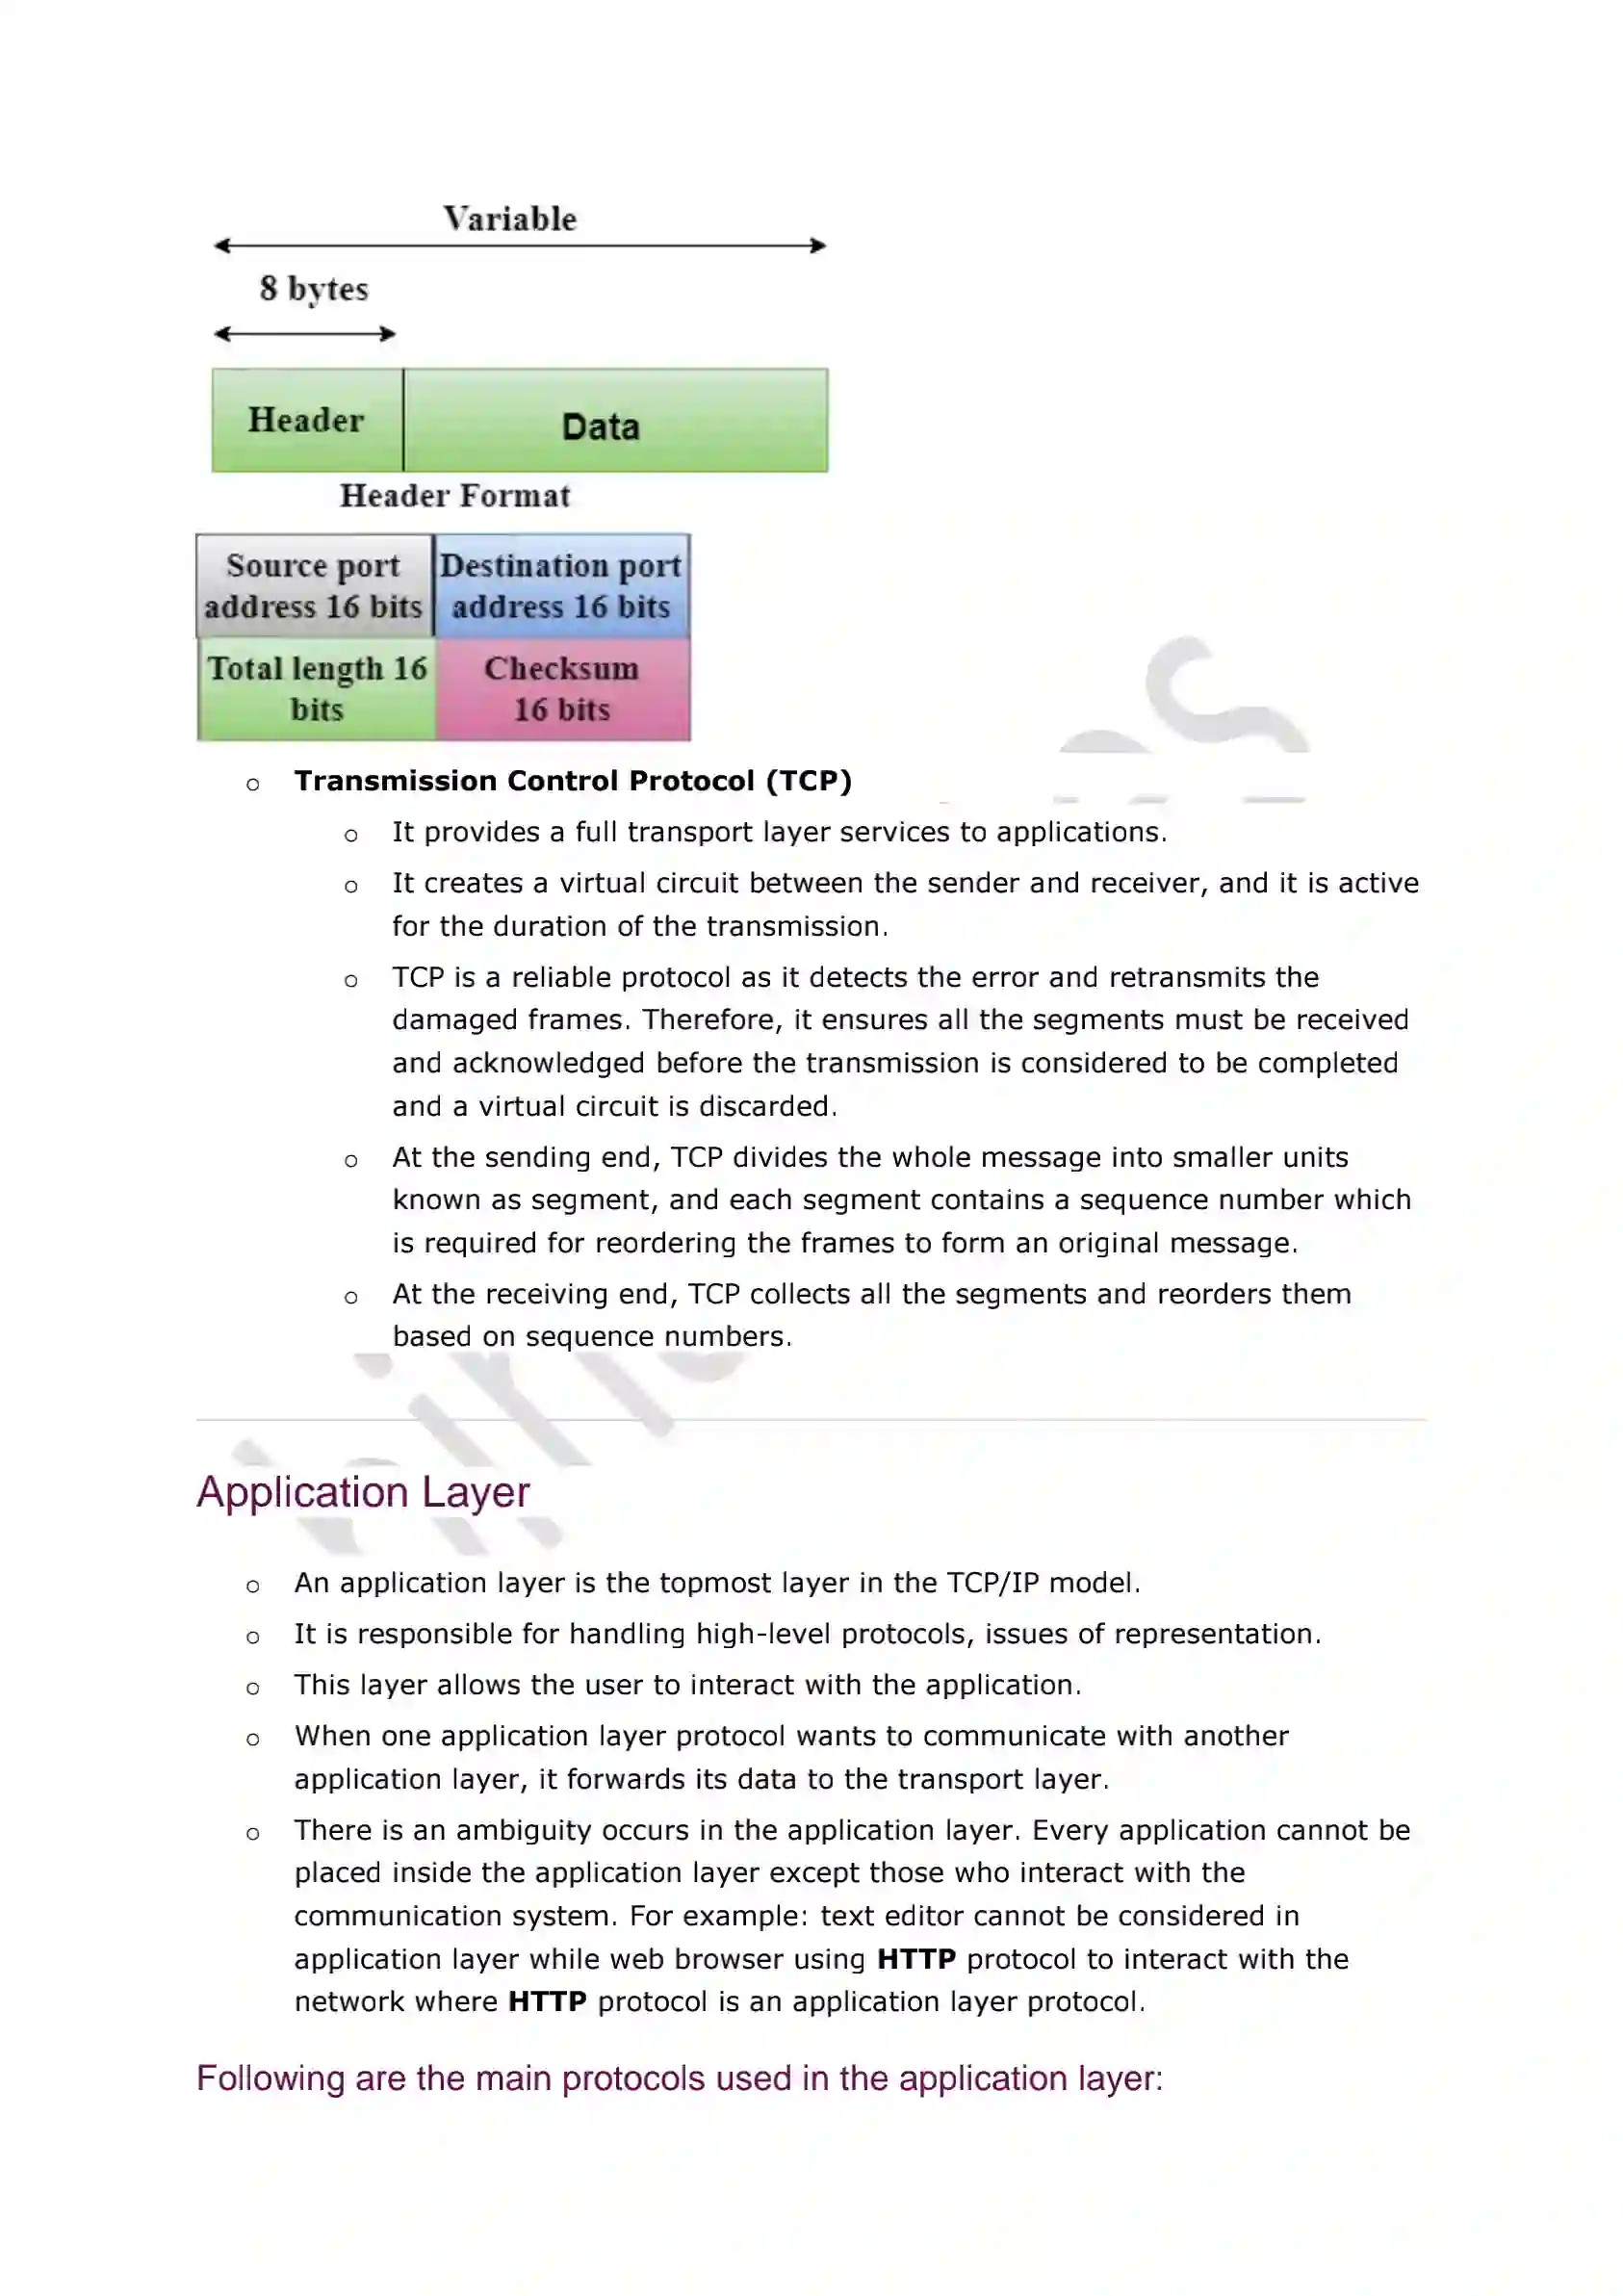 Variable
8 bytes
Header
Data
Header Format
Source port
address 16 bits
Destination port
address 16 bits
Total length 16
bits
Checksum
16 bits
o Transmission Control Protocol (TCP)
o It provides a full transport layer services to applications.
o It creates a virtual circuit between the sender and receiver, and it is active
for the duration of the transmission.
o TCP is a reliable protocol as it detects the error and retransmits the
damaged frames. Therefore, it ensures all the segments must be received
and acknowledged before the transmission is considered to be completed
and a virtual circuit is discarded.
o At the sending end, TCP divides the whole message into smaller units
known as segment, and each segment contains a sequence number which
is required for reordering the frames to form an original message.
o At the receiving end, TCP collects all the segments and reorders them
based on sequence numbers.
Application Layer
o An application layer is the topmost layer in the TCP/IP model.
o It is responsible for handling high-level protocols, issues of representation.
o This layer allows the user to interact with the application.
o When one application layer protocol wants to communicate with another
application layer, it forwards its data to the transport layer.
o There is an ambiguity occurs in the application layer. Every application cannot be
placed inside the application layer except those who interact with the
communication system. For example: text editor cannot be considered in
application layer while web browser using HTTP protocol to interact with the
network where HTTP protocol is an application layer protocol.
Following are the main protocols used in the application layer: